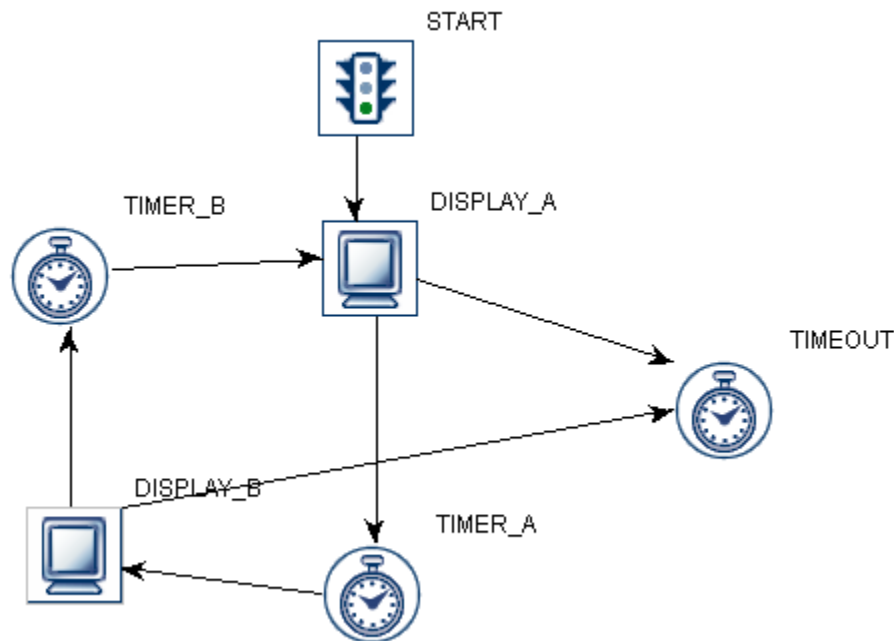 START
TIMER_B
DISPLAY_A
TIMEOUT
DISPLAY_B
TIMER_A